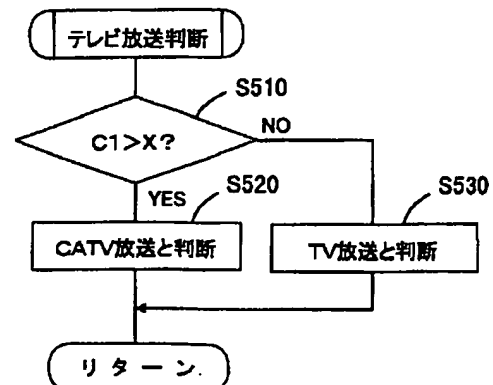 テレビ放送判断
S510
C1>X?
NO
YES
S520
S530
CATV放送と判断
TV放送と判断
リターン.